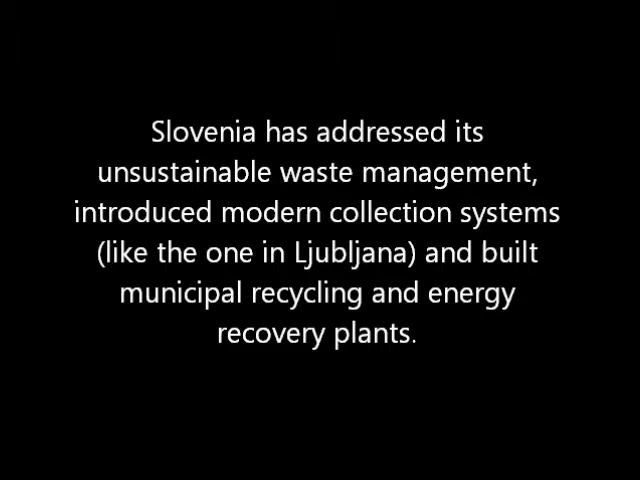 Slovenia has addressed its
unsustainable waste management,
introduced modern collection systems
(like the one in Ljubljana) and built
municipal recycling and energy
recovery plants.